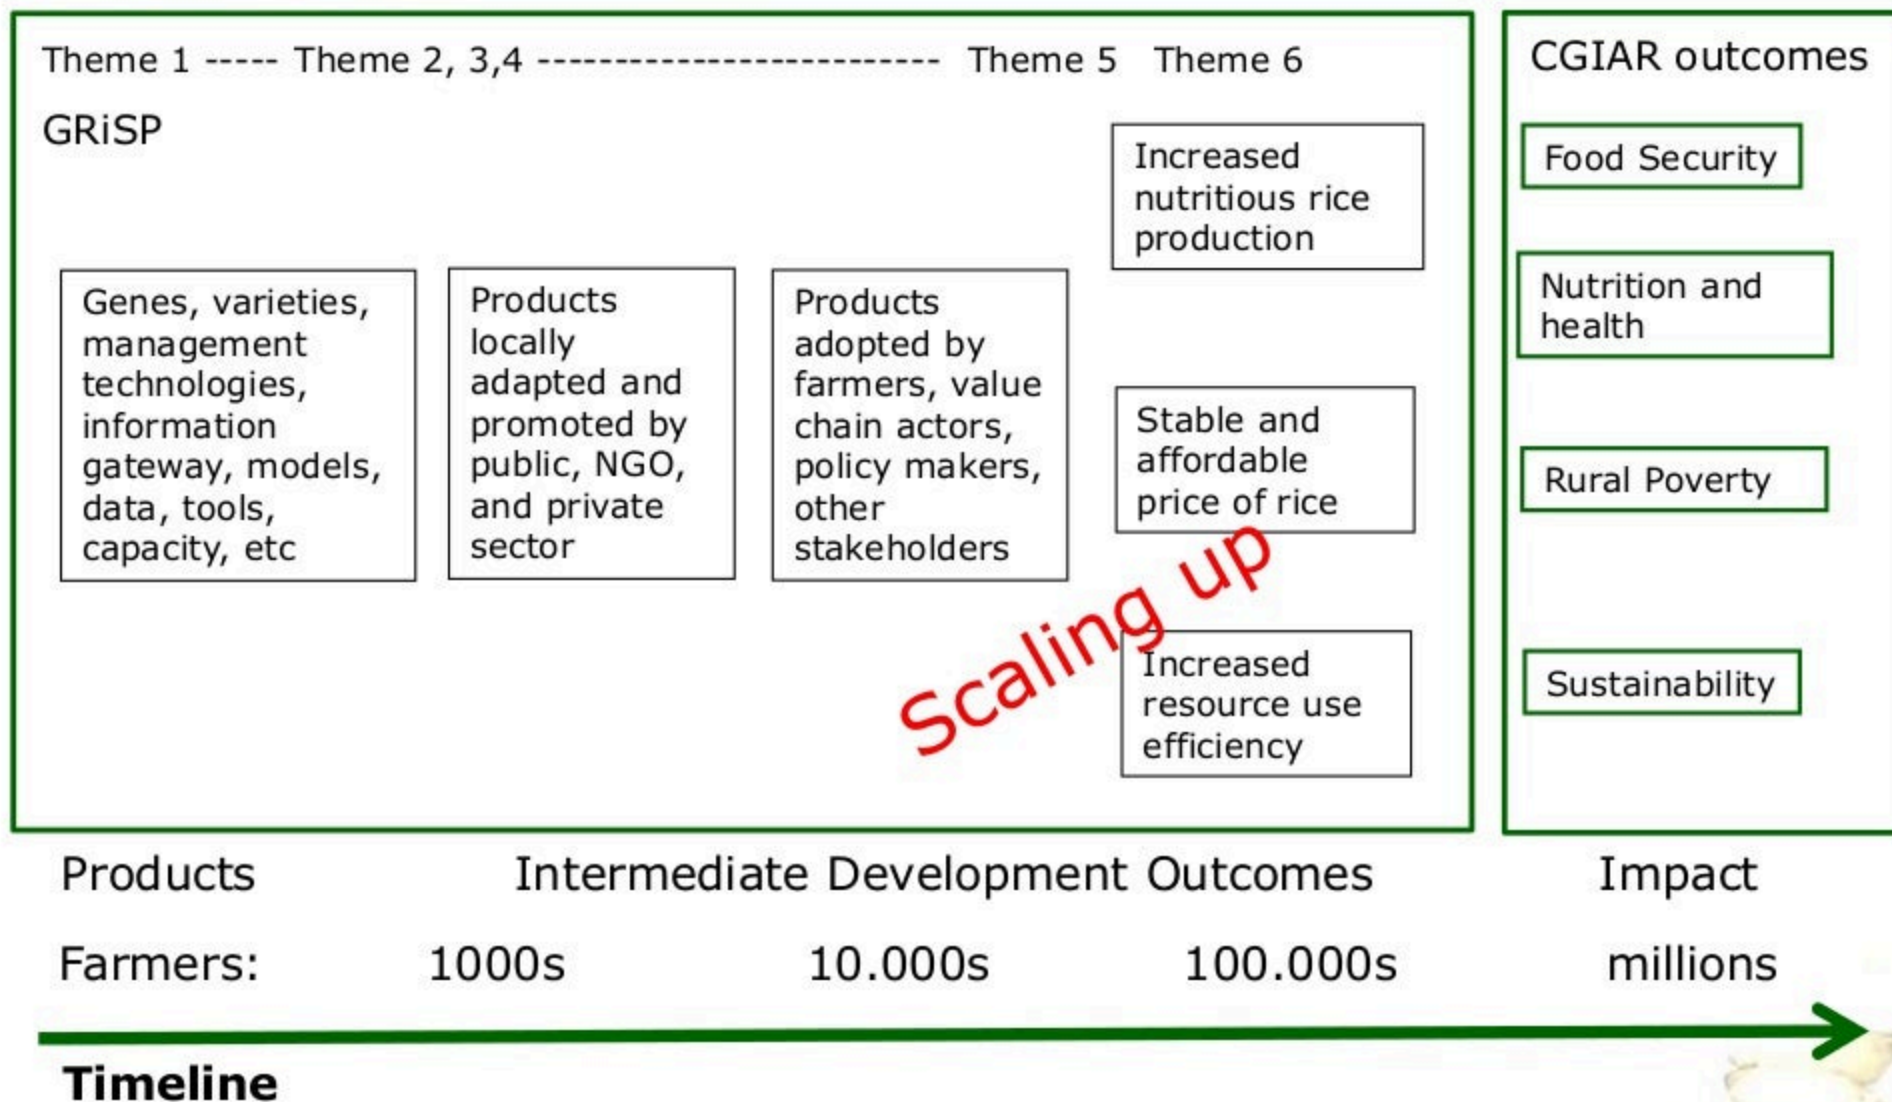 Theme 1 ----- Theme 2, 3,4 -------------------------- Theme 5 Theme 6
GRiSP
Genes, varieties,
management
technologies,
information
gateway, models,
data, tools,
capacity, etc
Products
locally
adapted and
promoted by
public, NGO,
and private
sector
Products
adopted by
farmers, value
chain actors,
policy makers,
other
stakeholders
Increased
nutritious rice
production
Stable and
affordable
price of rice
Scaling up
Increased
resource use
efficiency
CGIAR outcomes
Food Security
Nutrition and
health
Rural Poverty
Sustainability
Products Intermediate Development Outcomes Impact
Farmers: 1000s 10.000s 100.000s millions
Timeline